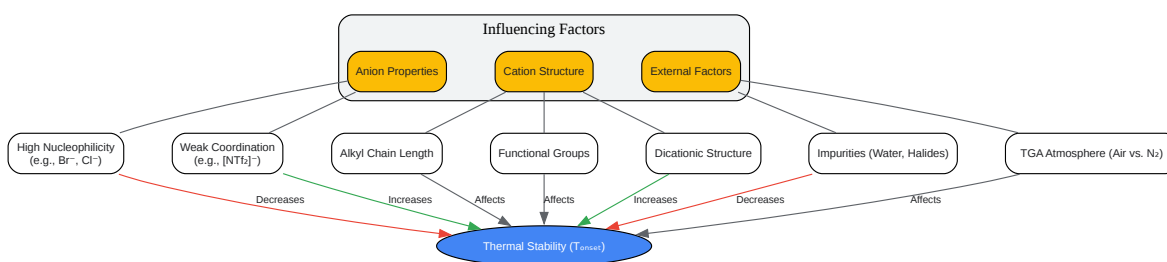 Influencing Factors
Anion Properties
Cation Structure
External Factors
High Nucleophilicity
(e.g., Br⁻, Cl⁻)
Weak Coordination
(e.g., [NTf₂]⁻)
Alkyl Chain Length
Functional Groups
Dicationic Structure
Impurities (Water, Halides)
TGA Atmosphere (Air vs. N₂)
Decreases
Increases
Affects
Affects
Increases
Decreases
Affects
Thermal Stability (Tₒₙₛₑₜ)